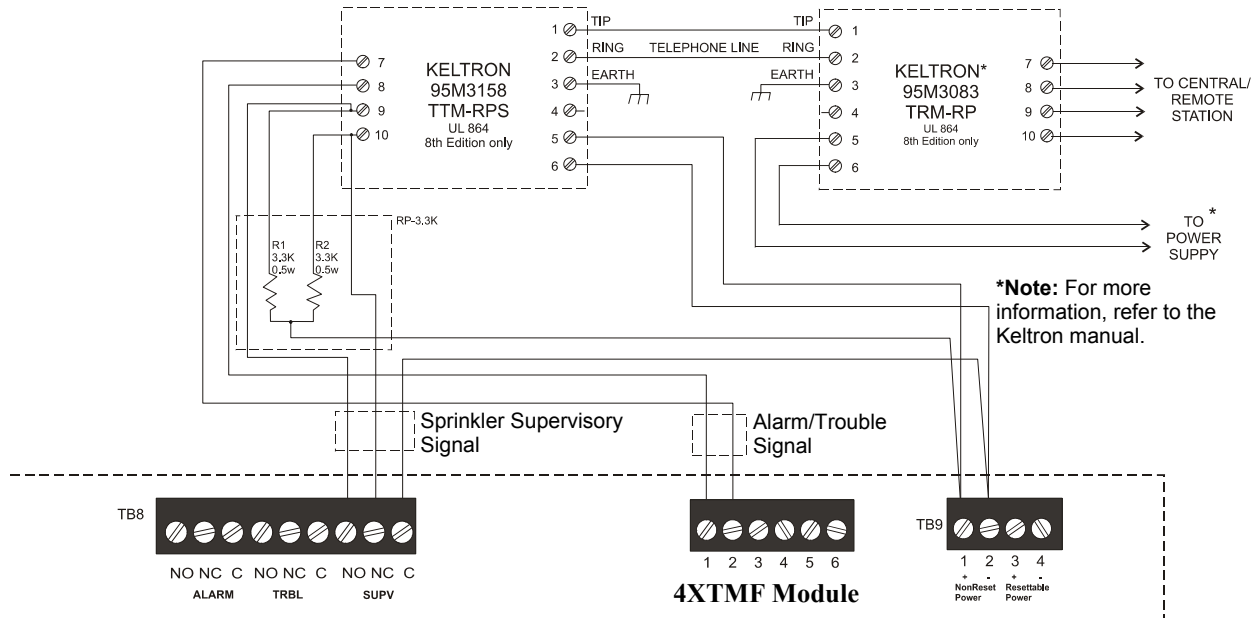 TIP
TIP
1
1
RING
TELEPHONE LINE
RING
2
2
EARTH
EARTH
3
3
4
4
5
5
6
6
7
8
9
10
KELTRON
95M3158
TTM-RPS
UL 864
8th Edition only
KELTRON*
95M3083
TRM-RP
UL 864
8th Edition only
7
8
9
10
TO CENTRAL/
REMOTE
STATION
RP-3.3K
R1
3.3K
0.5w
R2
3.3K
0.5w
TO *
POWER
SUPPY
*Note: For more
information, refer to the
Keltron manual.
Sprinkler Supervisory
Signal
Alarm/Trouble
Signal
TB8
NO NC C NO NC C NO NC C
ALARM TRBL SUPV
1 2 3 4 5 6
4XTMF Module
TB9
1 2 3 4
+ - + -
NonReset Resettable
Power Power